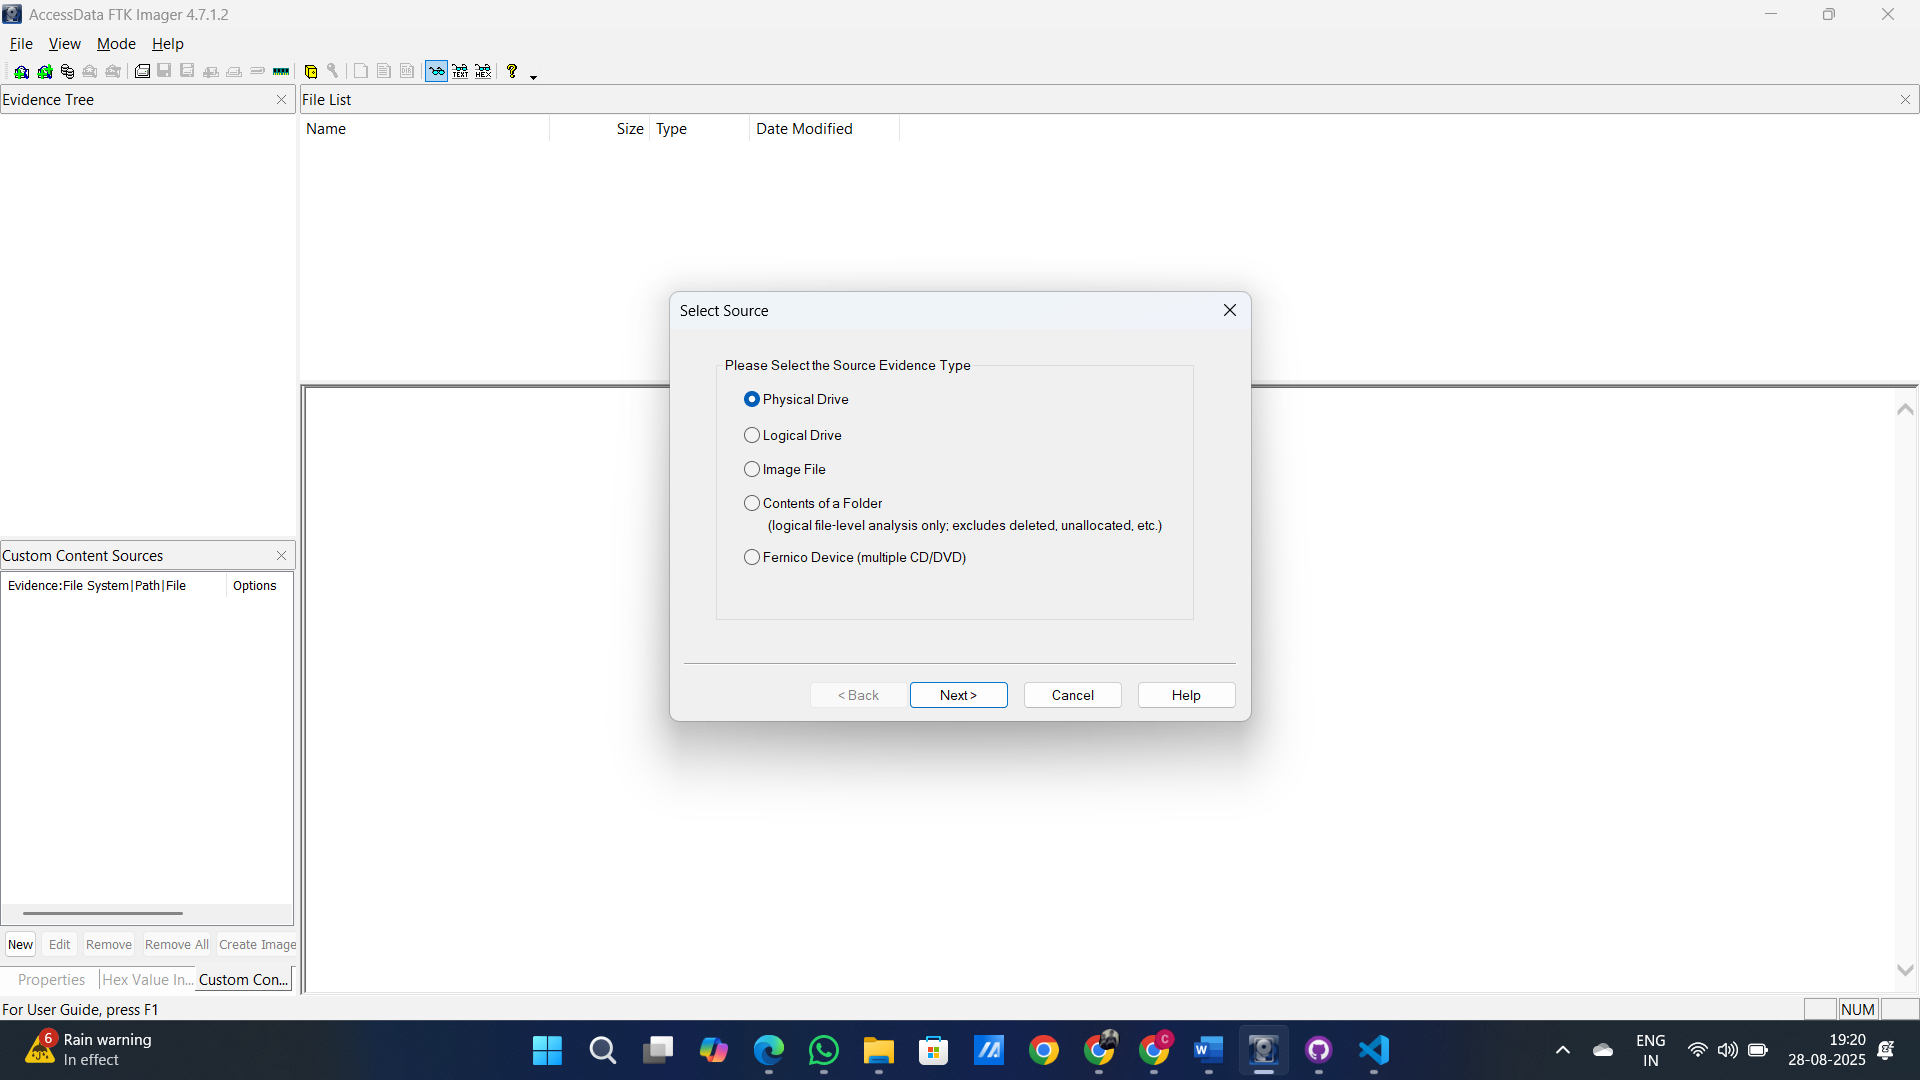 AccessData FTK Imager 4.7.1.2
File View Mode Help
TEXT HEX
Evidence Tree
File List
Name Size Type Date Modified
Select Source
Please Select the Source Evidence Type
Physical Drive
Logical Drive
Image File
Contents of a Folder
(logical file-level analysis only; excludes deleted, unallocated, etc.)
Fernico Device (multiple CD/DVD)
< Back Next > Cancel Help
Custom Content Sources
Evidence:File System|Path|File Options
New Edit Remove Remove All Create Image
Properties Hex Value In... Custom Con...
For User Guide, press F1
NUM
6
Rain warning
In effect
C
W
ENG
IN
19:20
28-08-2025